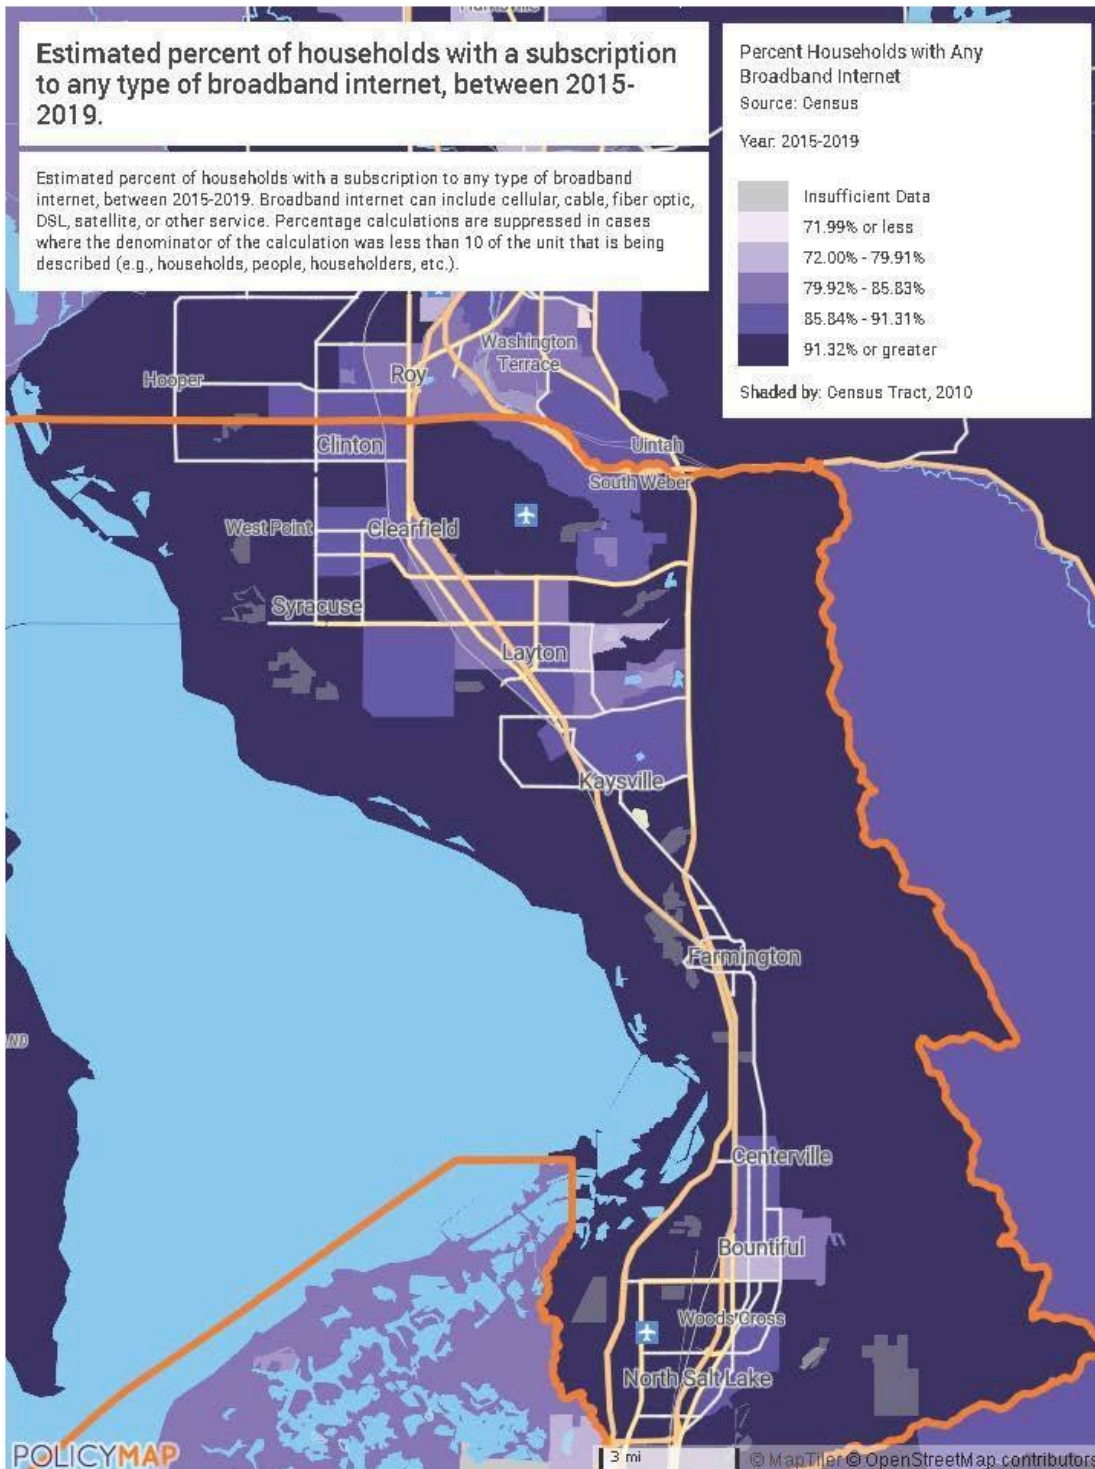 Estimated percent of households with a subscription
to any type of broadband internet, between 2015-
2019.
Estimated percent of households with a subscription to any type of broadband
internet, between 2015-2019. Broadband internet can include cellular, cable, fiber optic,
DSL, satellite, or other service. Percentage calculations are suppressed in cases
where the denominator of the calculation was less than 10 of the unit that is being
described (e.g., households, people, householders, etc.).
Percent Households with Any
Broadband Internet
Source: Census
Year: 2015-2019
Insufficient Data
71.99% or less
72.00% - 79.91%
79.92% - 85.83%
85.84% - 91.31%
91.32% or greater
Shaded by: Census Tract, 2010
Washington
Terrace
Roy
Hooper
Clinton
Uintah
South Weber
West Point
Clearfield
Syracuse
Layton
Kaysville
Farmington
ND
Centerville
Bountiful
Woods Cross
North Salt Lake
POLICYMAP
3 mi
© MapTiler © OpenStreetMap contributors